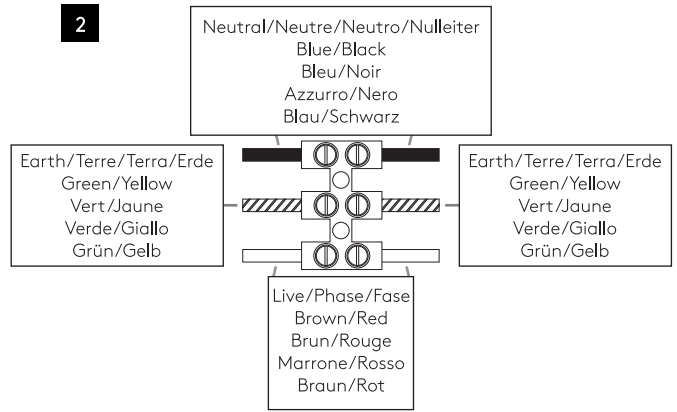 2
Neutral/Neutre/Neutro/Nulleiter
Blue/Black
Bleu/Noir
Azzurro/Nero
Blau/Schwarz
Earth/Terre/Terra/Erde
Green/Yellow
Vert/Jaune
Verde/Giallo
Grün/Gelb
Earth/Terre/Terra/Erde
Green/Yellow
Vert/Jaune
Verde/Giallo
Grün/Gelb
Live/Phase/Fase
Brown/Red
Brun/Rouge
Marrone/Rosso
Braun/Rot